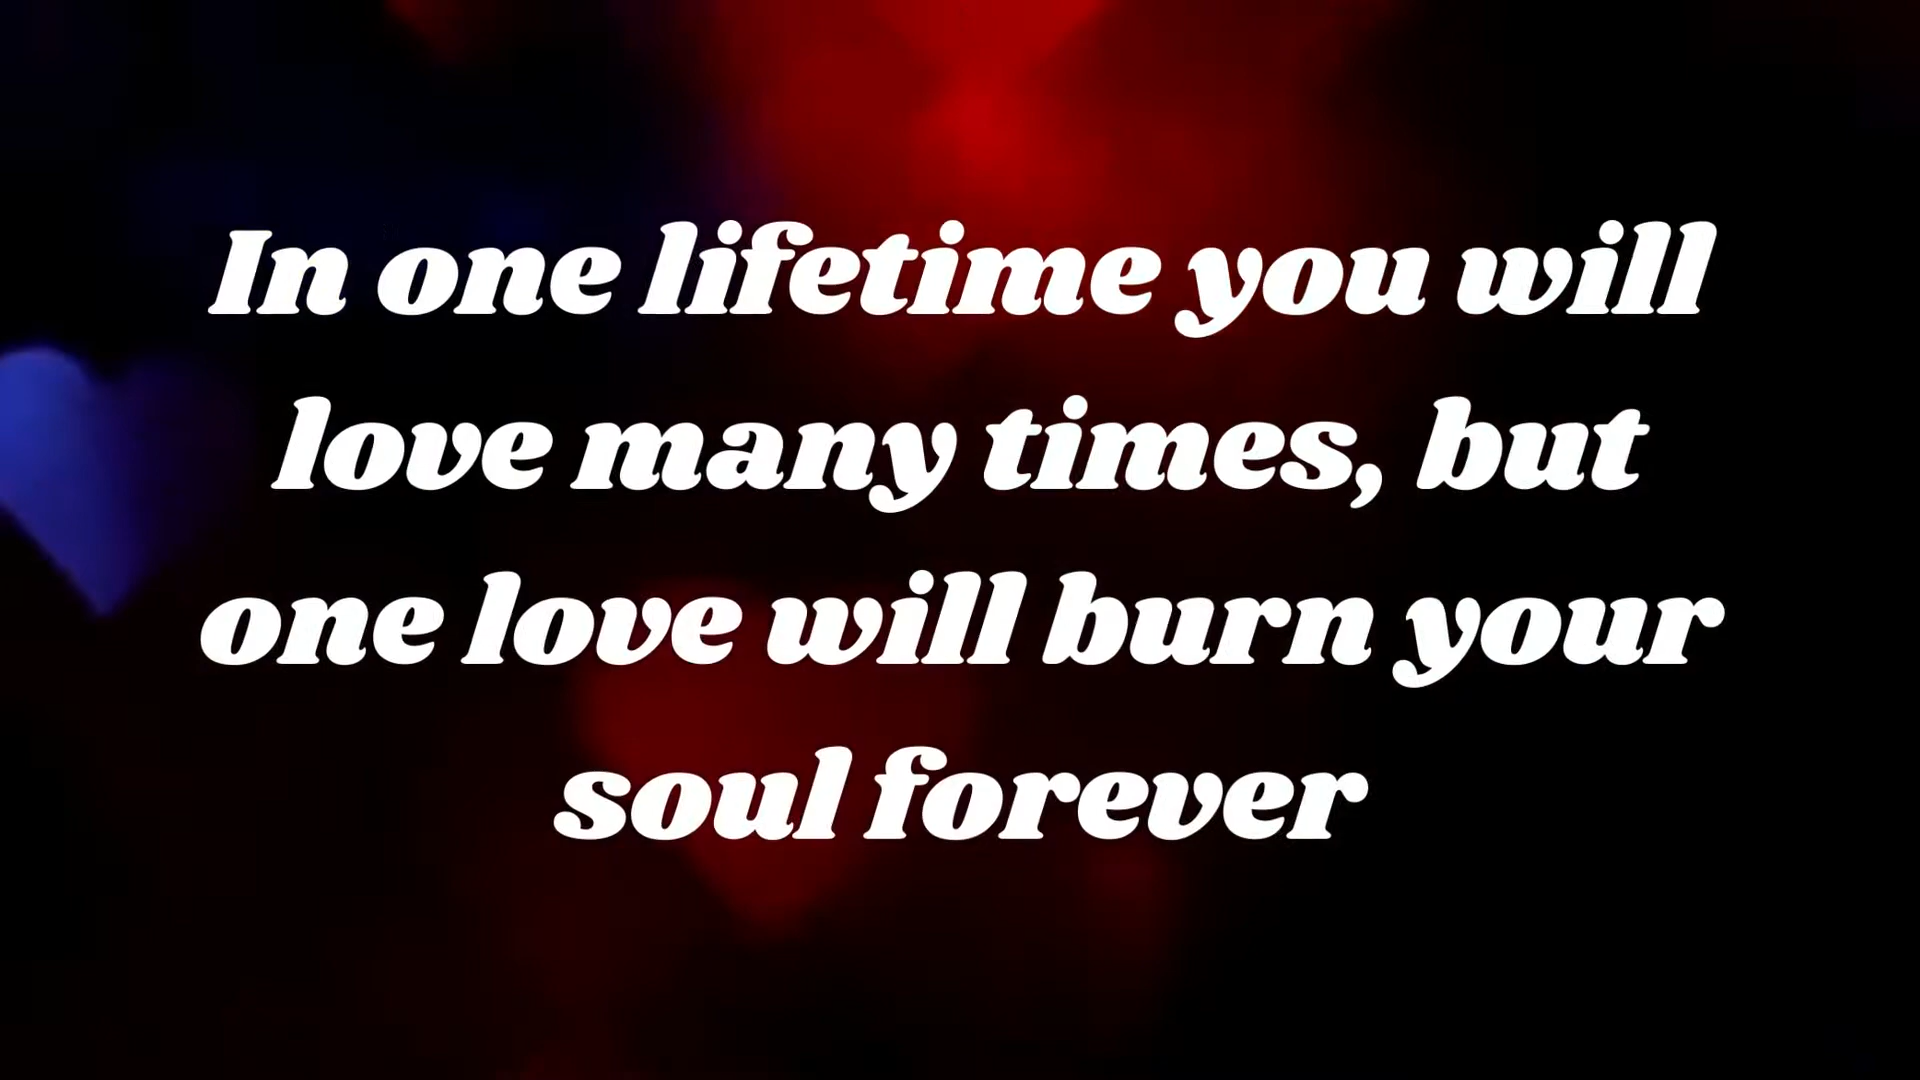 In one lifetime you will
love many times, but
one love will burn your
soul forever